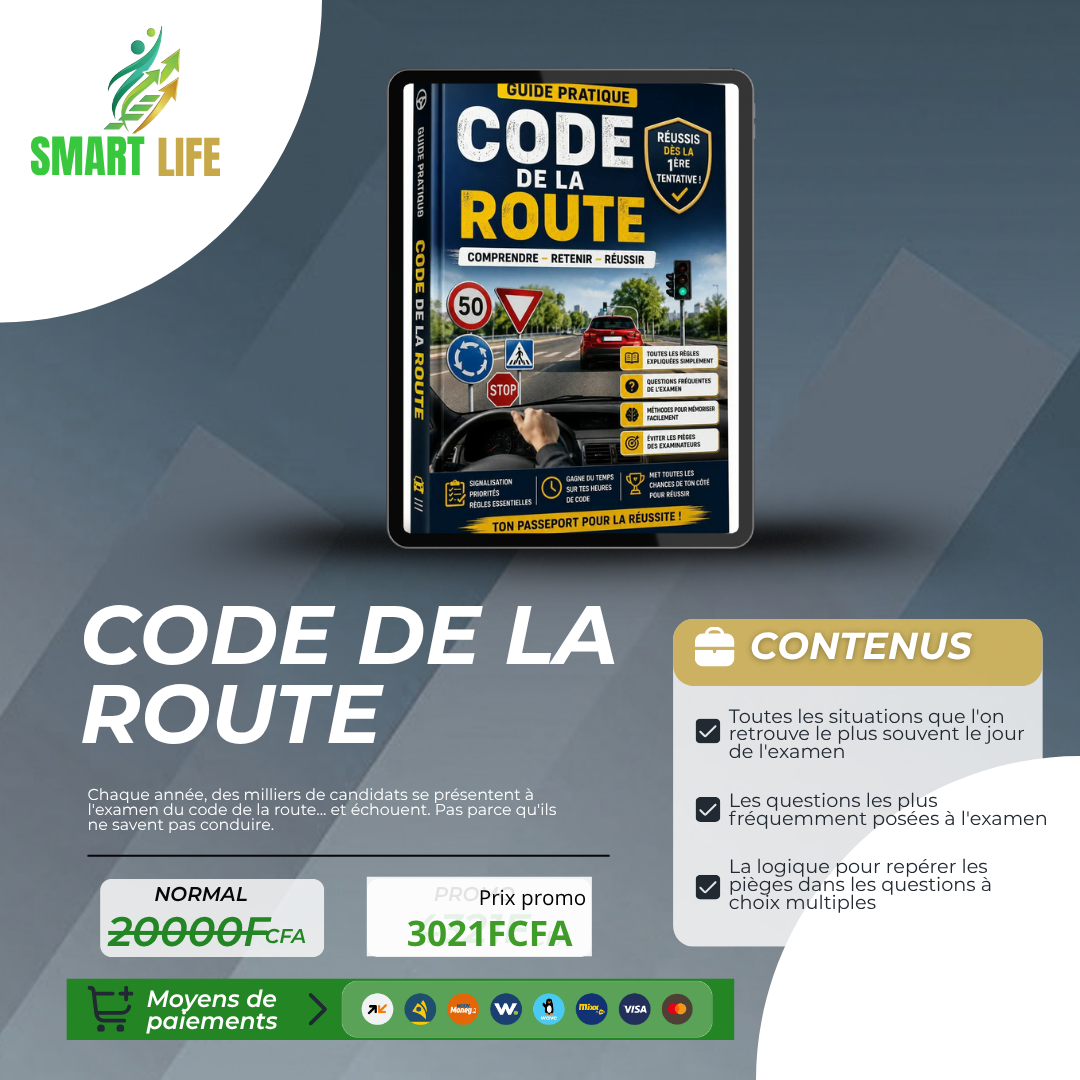 SMART LIFE
GUIDE PRATIQUE
CODE
DE LA
ROUTE
COMPRENDRE – RETENIR – RÉUSSIR
RÉUSSIS
DÈS LA
1ÈRE
TENTATIVE !
GUIDE PRATIQUE
CODE DE LA ROUTE
50
STOP
TOUTES LES RÈGLES
EXPLIQUÉES SIMPLEMENT
QUESTIONS FRÉQUENTES
DE L'EXAMEN
MÉTHODES POUR MÉMORISER
FACILEMENT
ÉVITER LES PIÈGES
DES EXAMINATEURS
SIGNALISATION
PRIORITÉS
RÈGLES ESSENTIELLES
GAGNE DU TEMPS
SUR TES HEURES
DE CODE
MET TOUTES LES
CHANCES DE TON CÔTÉ
POUR RÉUSSIR
TON PASSEPORT POUR LA RÉUSSITE !
CODE DE LA
ROUTE
Chaque année, des milliers de candidats se présentent à
l'examen du code de la route... et échouent. Pas parce qu'ils
ne savent pas conduire.
CONTENUS
Toutes les situations que l'on
retrouve le plus souvent le jour
de l'examen
Les questions les plus
fréquemment posées à l'examen
La logique pour repérer les
pièges dans les questions à
choix multiples
NORMAL
20000FCFA
PROMO
Prix promo
3021FCFA
Moyens de
paiements
Money
W
wave
mixx
VISA